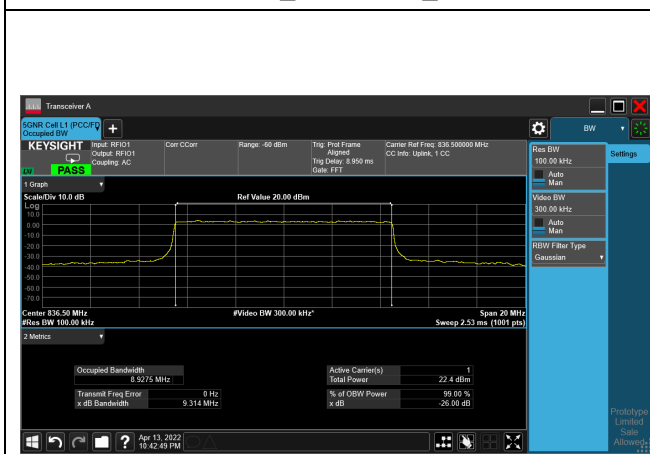 Transceiver A
5GNR Cell L1 (PCC/FD
Occupied BW
BW
KEYSIGHT
Input: RFIO1
Output: RFIO1
Coupling: AC
Corr CCorr
Range: -60 dBm
Trig: Prot Frame
Aligned
Trig Delay: 8.950 ms
Gate: FFT
Carrier Ref Freq: 836.500000 MHz
CC Info: Uplink, 1 CC
PASS
1 Graph
Scale/Div 10.0 dB
Ref Value 20.00 dBm
Log
10.0
0.00
-10.0
-20.0
-30.0
-40.0
-50.0
-60.0
-70.0
Center 836.50 MHz
#Video BW 300.00 kHz*
Span 20 MHz
#Res BW 100.00 kHz
Sweep 2.53 ms (1001 pts)
2 Metrics
Occupied Bandwidth
8.9275 MHz
Active Carrier(s) 1
Total Power 22.4 dBm
Transmit Freq Error 0 Hz
x dB Bandwidth 9.314 MHz
% of OBW Power 99.00 %
x dB -26.00 dB
Res BW
100.00 kHz
Auto
Man
Video BW
300.00 kHz
Auto
Man
RBW Filter Type
Gaussian
Settings
Prototype
Limited
Sale
Allowed
Apr 13, 2022
10:42:49 PM